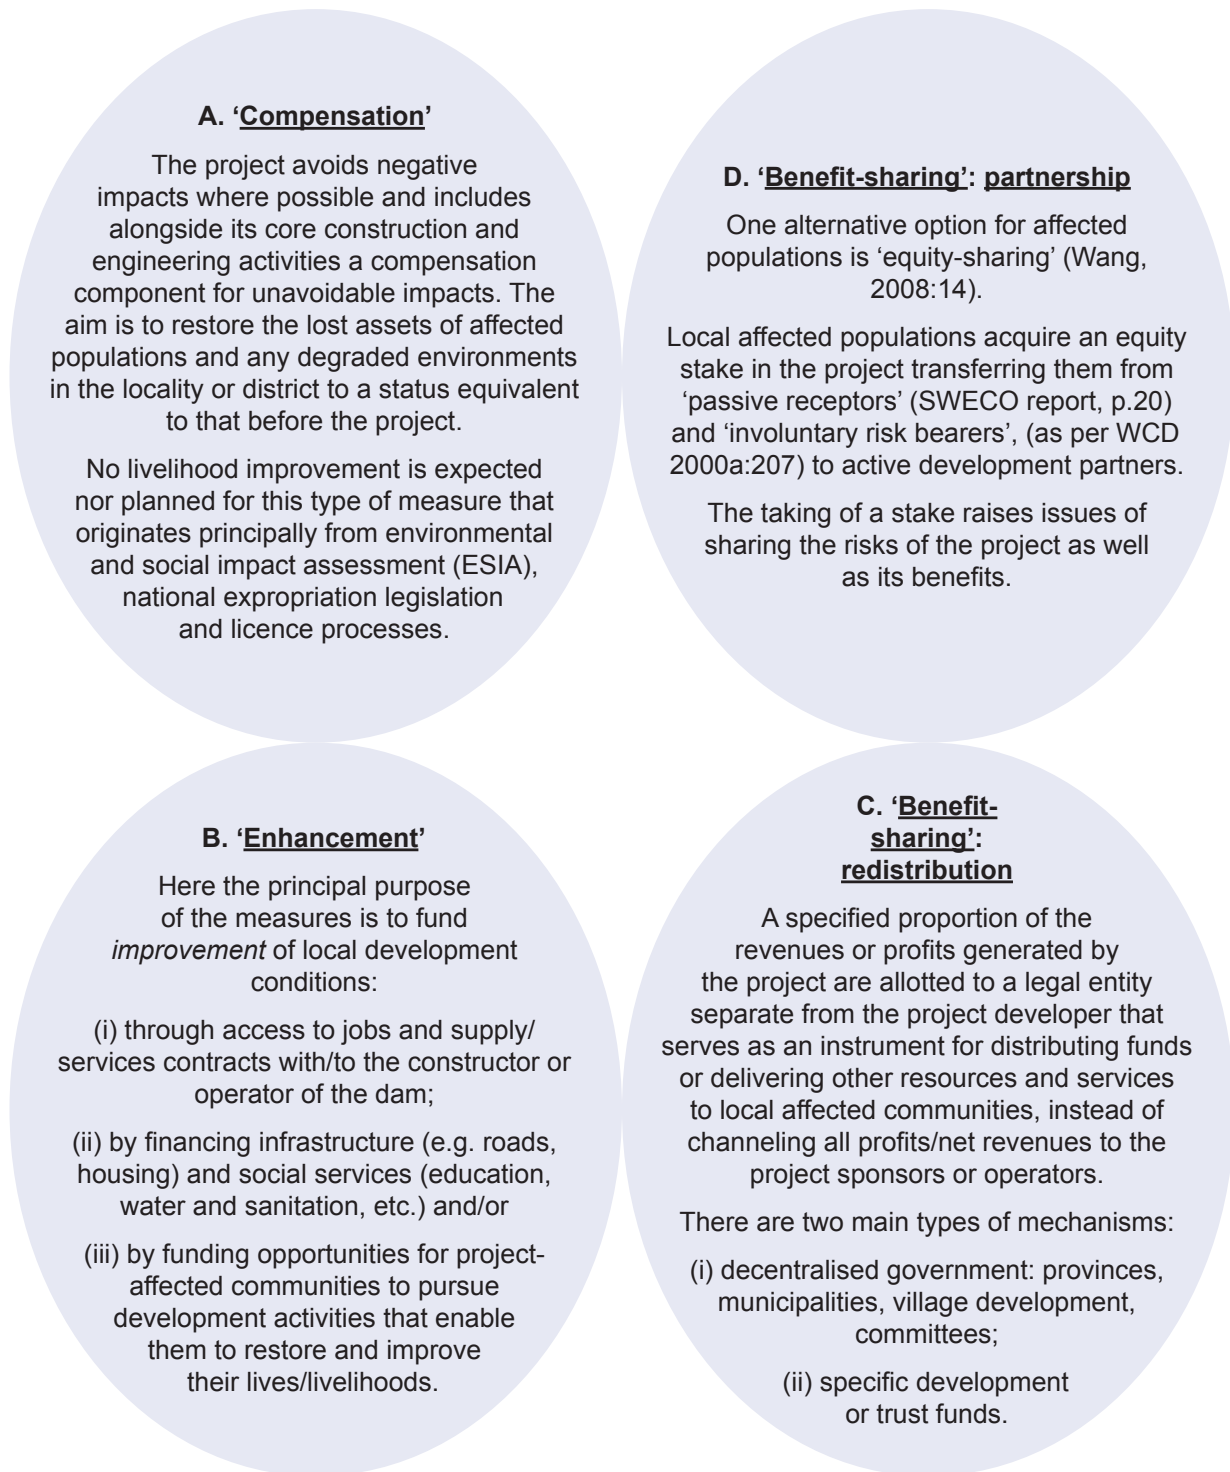 A. ‘Compensation’
The project avoids negative
impacts where possible and includes
alongside its core construction and
engineering activities a compensation
component for unavoidable impacts. The
aim is to restore the lost assets of affected
populations and any degraded environments
in the locality or district to a status equivalent
to that before the project.
No livelihood improvement is expected
nor planned for this type of measure that
originates principally from environmental
and social impact assessment (ESIA),
national expropriation legislation
and licence processes.
D. ‘Benefit-sharing’: partnership
One alternative option for affected
populations is ‘equity-sharing’ (Wang,
2008:14).
Local affected populations acquire an equity
stake in the project transferring them from
‘passive receptors’ (SWECO report, p.20)
and ‘involuntary risk bearers’, (as per WCD
2000a:207) to active development partners.
The taking of a stake raises issues of
sharing the risks of the project as well
as its benefits.
B. ‘Enhancement’
Here the principal purpose
of the measures is to fund
improvement of local development
conditions:
(i) through access to jobs and supply/
services contracts with/to the constructor or
operator of the dam;
(ii) by financing infrastructure (e.g. roads,
housing) and social services (education,
water and sanitation, etc.) and/or
(iii) by funding opportunities for project-
affected communities to pursue
development activities that enable
them to restore and improve
their lives/livelihoods.
C. ‘Benefit-
sharing’:
redistribution
A specified proportion of the
revenues or profits generated by
the project are allotted to a legal entity
separate from the project developer that
serves as an instrument for distributing funds
or delivering other resources and services
to local affected communities, instead of
channeling all profits/net revenues to the
project sponsors or operators.
There are two main types of mechanisms:
(i) decentralised government: provinces,
municipalities, village development,
committees;
(ii) specific development
or trust funds.